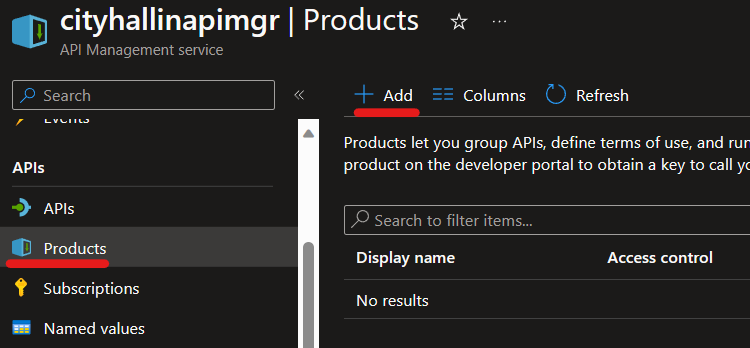 cityhallinapimgr | Products
API Management service
Search
Add Columns Refresh
Events
Products let you group APIs, define terms of use, and run
product on the developer portal to obtain a key to call yo
APIs
APIs
Search to filter items...
Products
Display name Access control
Subscriptions
No results
Named values